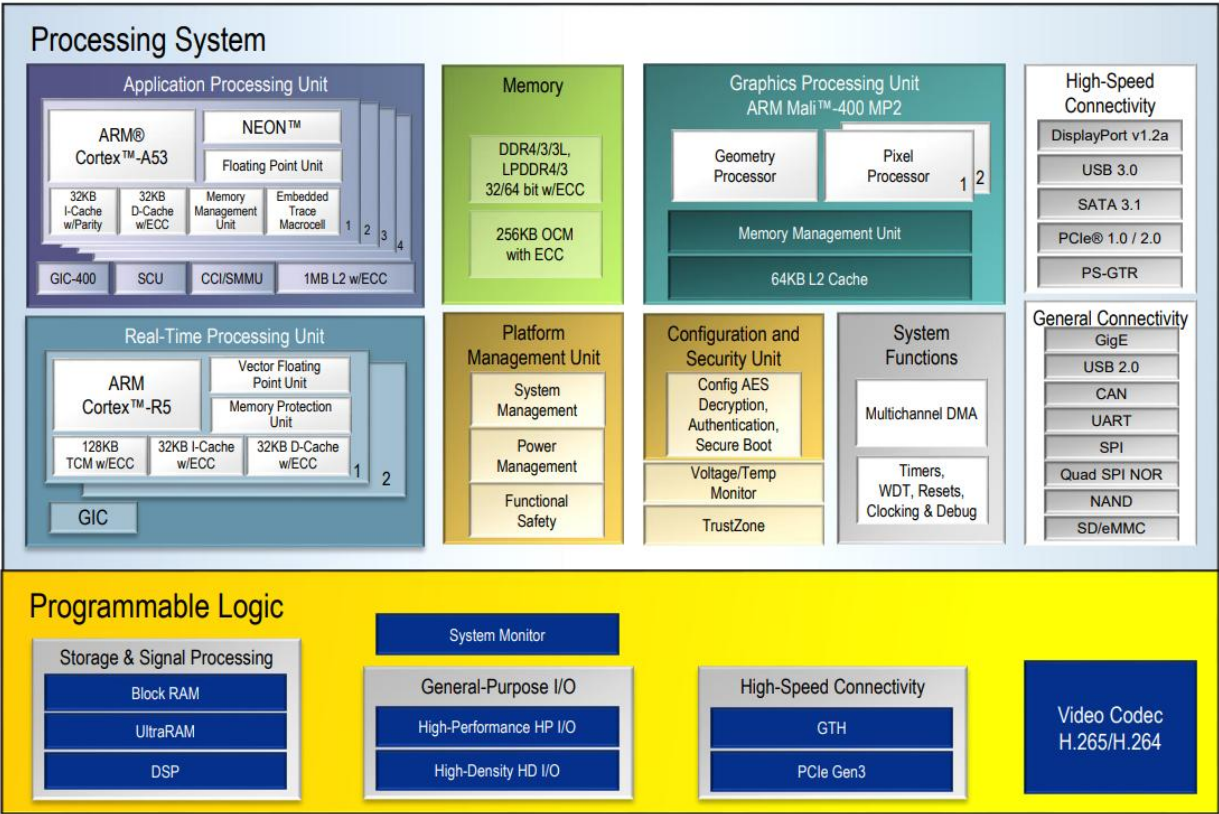 Processing System
Application Processing Unit
ARM®
Cortex™-A53
NEON™
Floating Point Unit
32KB
I-Cache
w/Parity
32KB
D-Cache
w/ECC
Memory
Management
Unit
Embedded
Trace
Macrocell
1
2
3
4
GIC-400
SCU
CCI/SMMU
1MB L2 w/ECC
Memory
DDR4/3/3L,
LPDDR4/3
32/64 bit w/ECC
256KB OCM
with ECC
Graphics Processing Unit
ARM Mali™-400 MP2
Geometry
Processor
Pixel
Processor
1
2
Memory Management Unit
64KB L2 Cache
High-Speed
Connectivity
DisplayPort v1.2a
USB 3.0
SATA 3.1
PCIe® 1.0 / 2.0
PS-GTR
Real-Time Processing Unit
ARM
Cortex™-R5
Vector Floating
Point Unit
Memory Protection
Unit
128KB
TCM w/ECC
32KB I-Cache
w/ECC
32KB D-Cache
w/ECC
1
2
GIC
Platform
Management Unit
System
Management
Power
Management
Functional
Safety
Configuration and
Security Unit
Config AES
Decryption,
Authentication,
Secure Boot
Voltage/Temp
Monitor
TrustZone
System
Functions
Multichannel DMA
Timers,
WDT, Resets,
Clocking & Debug
General Connectivity
GigE
USB 2.0
CAN
UART
SPI
Quad SPI NOR
NAND
SD/eMMC
Programmable Logic
Storage & Signal Processing
Block RAM
UltraRAM
DSP
System Monitor
General-Purpose I/O
High-Performance HP I/O
High-Density HD I/O
High-Speed Connectivity
GTH
PCIe Gen3
Video Codec
H.265/H.264